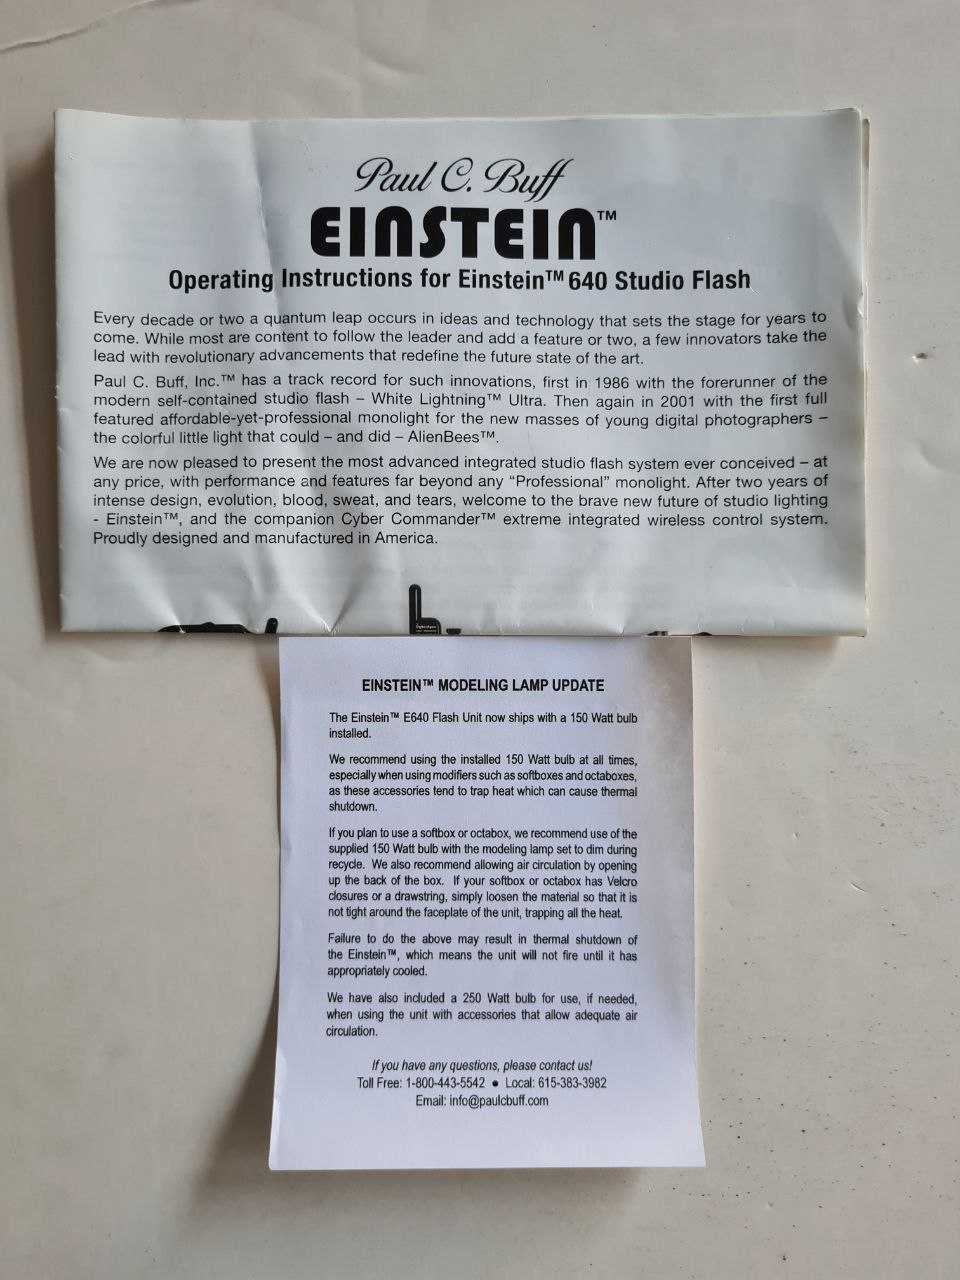 Paul C. Buff
EINSTEIN™
Operating Instructions for Einstein™ 640 Studio Flash
Every decade or two a quantum leap occurs in ideas and technology that sets the stage for years to
come. While most are content to follow the leader and add a feature or two, a few innovators take the
lead with revolutionary advancements that redefine the future state of the art.
Paul C. Buff, Inc.™ has a track record for such innovations, first in 1986 with the forerunner of the
modern self-contained studio flash – White Lightning™ Ultra. Then again in 2001 with the first full
featured affordable-yet-professional monolight for the new masses of young digital photographers –
the colorful little light that could – and did – AlienBees™.
We are now pleased to present the most advanced integrated studio flash system ever conceived – at
any price, with performance and features far beyond any “Professional” monolight. After two years of
intense design, evolution, blood, sweat, and tears, welcome to the brave new future of studio lighting
- Einstein™, and the companion Cyber Commander™ extreme integrated wireless control system.
Proudly designed and manufactured in America.
EINSTEIN™ MODELING LAMP UPDATE
The Einstein™ E640 Flash Unit now ships with a 150 Watt bulb
installed.
We recommend using the installed 150 Watt bulb at all times,
especially when using modifiers such as softboxes and octaboxes,
as these accessories tend to trap heat which can cause thermal
shutdown.
If you plan to use a softbox or octabox, we recommend use of the
supplied 150 Watt bulb with the modeling lamp set to dim during
recycle. We also recommend allowing air circulation by opening
up the back of the box. If your softbox or octabox has Velcro
closures or a drawstring, simply loosen the material so that it is
not tight around the faceplate of the unit, trapping all the heat.
Failure to do the above may result in thermal shutdown of
the Einstein™, which means the unit will not fire until it has
appropriately cooled.
We have also included a 250 Watt bulb for use, if needed,
when using the unit with accessories that allow adequate air
circulation.
If you have any questions, please contact us!
Toll Free: 1-800-443-5542 ● Local: 615-383-3982
Email: info@paulcbuff.com